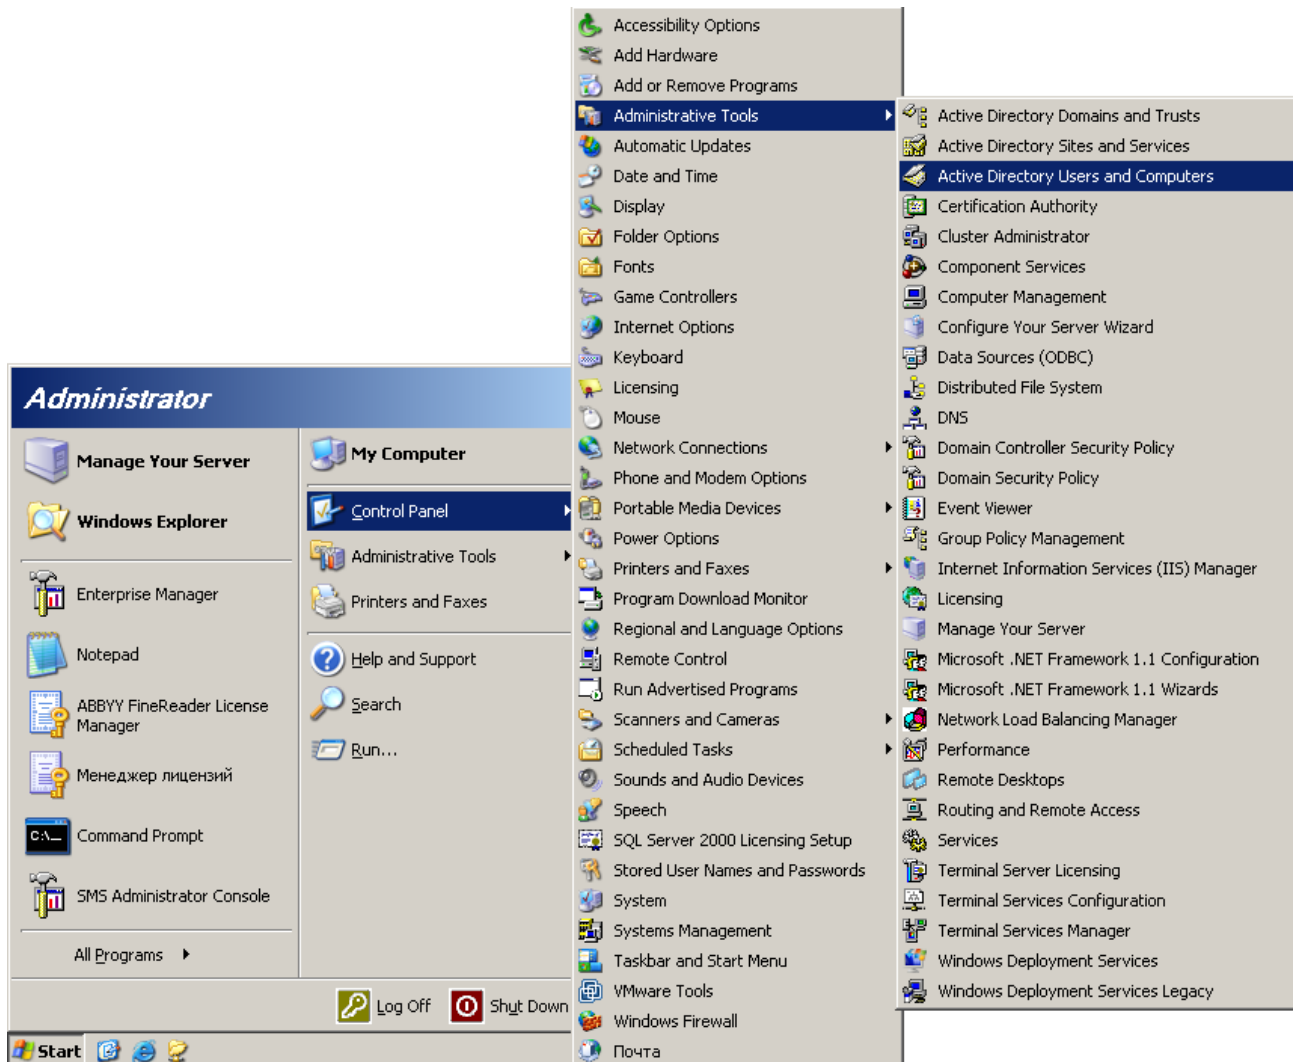 Administrator
Manage Your Server
Windows Explorer
Enterprise Manager
Notepad
ABBYY FineReader License
Manager
Менеджер лицензий
C:\_
Command Prompt
SMS Administrator Console
All Programs
My Computer
Control Panel
Administrative Tools
Printers and Faxes
Help and Support
Search
Run...
Log Off
Shut Down
Start
Accessibility Options
Add Hardware
Add or Remove Programs
Administrative Tools
Automatic Updates
Date and Time
Display
Folder Options
Fonts
Game Controllers
Internet Options
Keyboard
Licensing
Mouse
Network Connections
Phone and Modem Options
Portable Media Devices
Power Options
Printers and Faxes
Program Download Monitor
Regional and Language Options
Remote Control
Run Advertised Programs
Scanners and Cameras
Scheduled Tasks
Sounds and Audio Devices
Speech
SQL Server 2000 Licensing Setup
Stored User Names and Passwords
System
Systems Management
Taskbar and Start Menu
VMware Tools
Windows Firewall
Почта
Active Directory Domains and Trusts
Active Directory Sites and Services
Active Directory Users and Computers
Certification Authority
Cluster Administrator
Component Services
Computer Management
Configure Your Server Wizard
Data Sources (ODBC)
Distributed File System
DNS
Domain Controller Security Policy
Domain Security Policy
Event Viewer
Group Policy Management
Internet Information Services (IIS) Manager
Licensing
Manage Your Server
Microsoft .NET Framework 1.1 Configuration
Microsoft .NET Framework 1.1 Wizards
Network Load Balancing Manager
Performance
Remote Desktops
Routing and Remote Access
Services
Terminal Server Licensing
Terminal Services Configuration
Terminal Services Manager
Windows Deployment Services
Windows Deployment Services Legacy